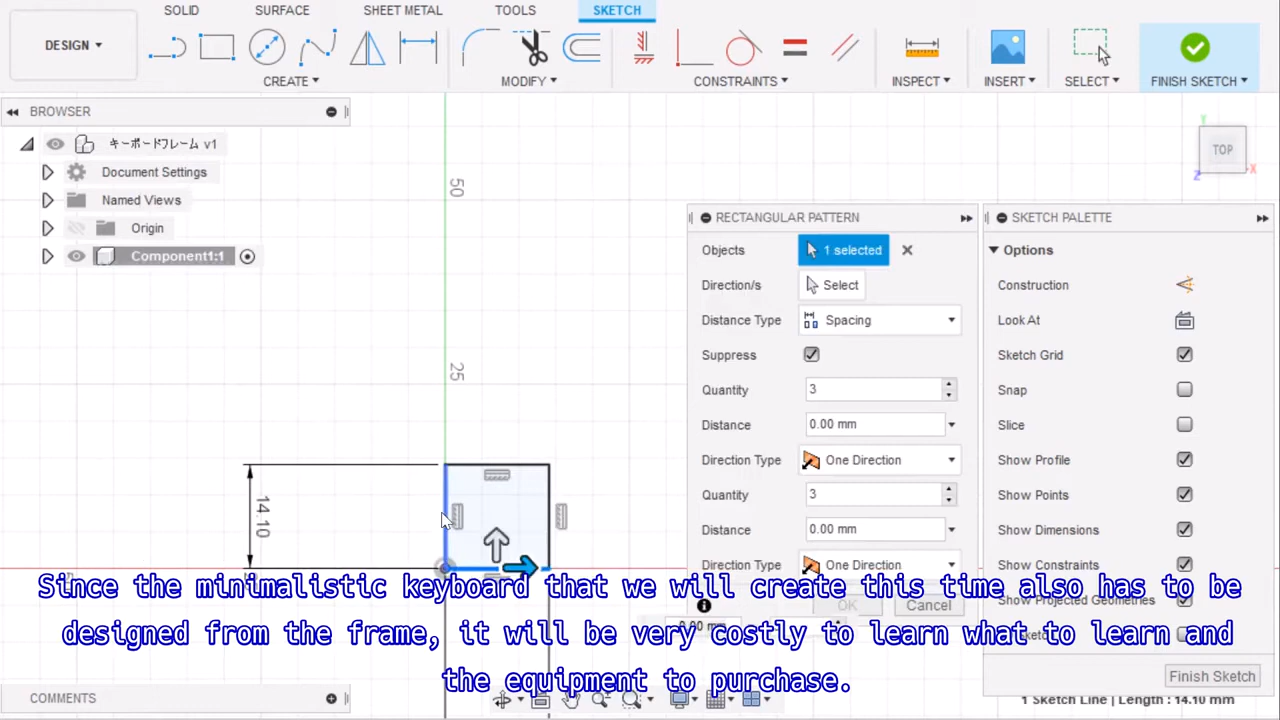 SOLID SURFACE SHEET METAL TOOLS SKETCH
DESIGN
CREATE MODIFY CONSTRAINTS INSPECT INSERT SELECT FINISH SKETCH
BROWSER
キーボードフレーム v1
Document Settings
Named Views
Origin
Component1:1
TOP
Y
X
Z
50
25
14.10
RECTANGULAR PATTERN
Objects 1 selected
Direction/s Select
Distance Type Spacing
Suppress
Quantity 3
Distance 0.00 mm
Direction Type One Direction
Quantity 3
Distance 0.00 mm
Direction Type One Direction
OK Cancel
0.00 mm
SKETCH PALETTE
Options
Construction
Look At
Sketch Grid
Snap
Slice
Show Profile
Show Points
Show Dimensions
Show Constraints
Show Projected Geometries
Finish Sketch
Since the minimalistic keyboard that we will create this time also has to be
designed from the frame, it will be very costly to learn what to learn and
the equipment to purchase.
COMMENTS
1 Sketch Line | Length : 14.10 mm